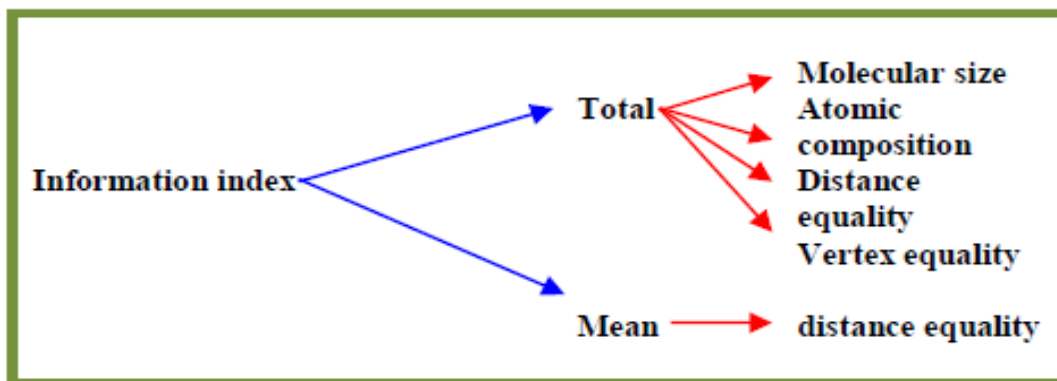 Molecular size
Total
Atomic
composition
Information index
Distance
equality
Vertex equality
Mean
distance equality